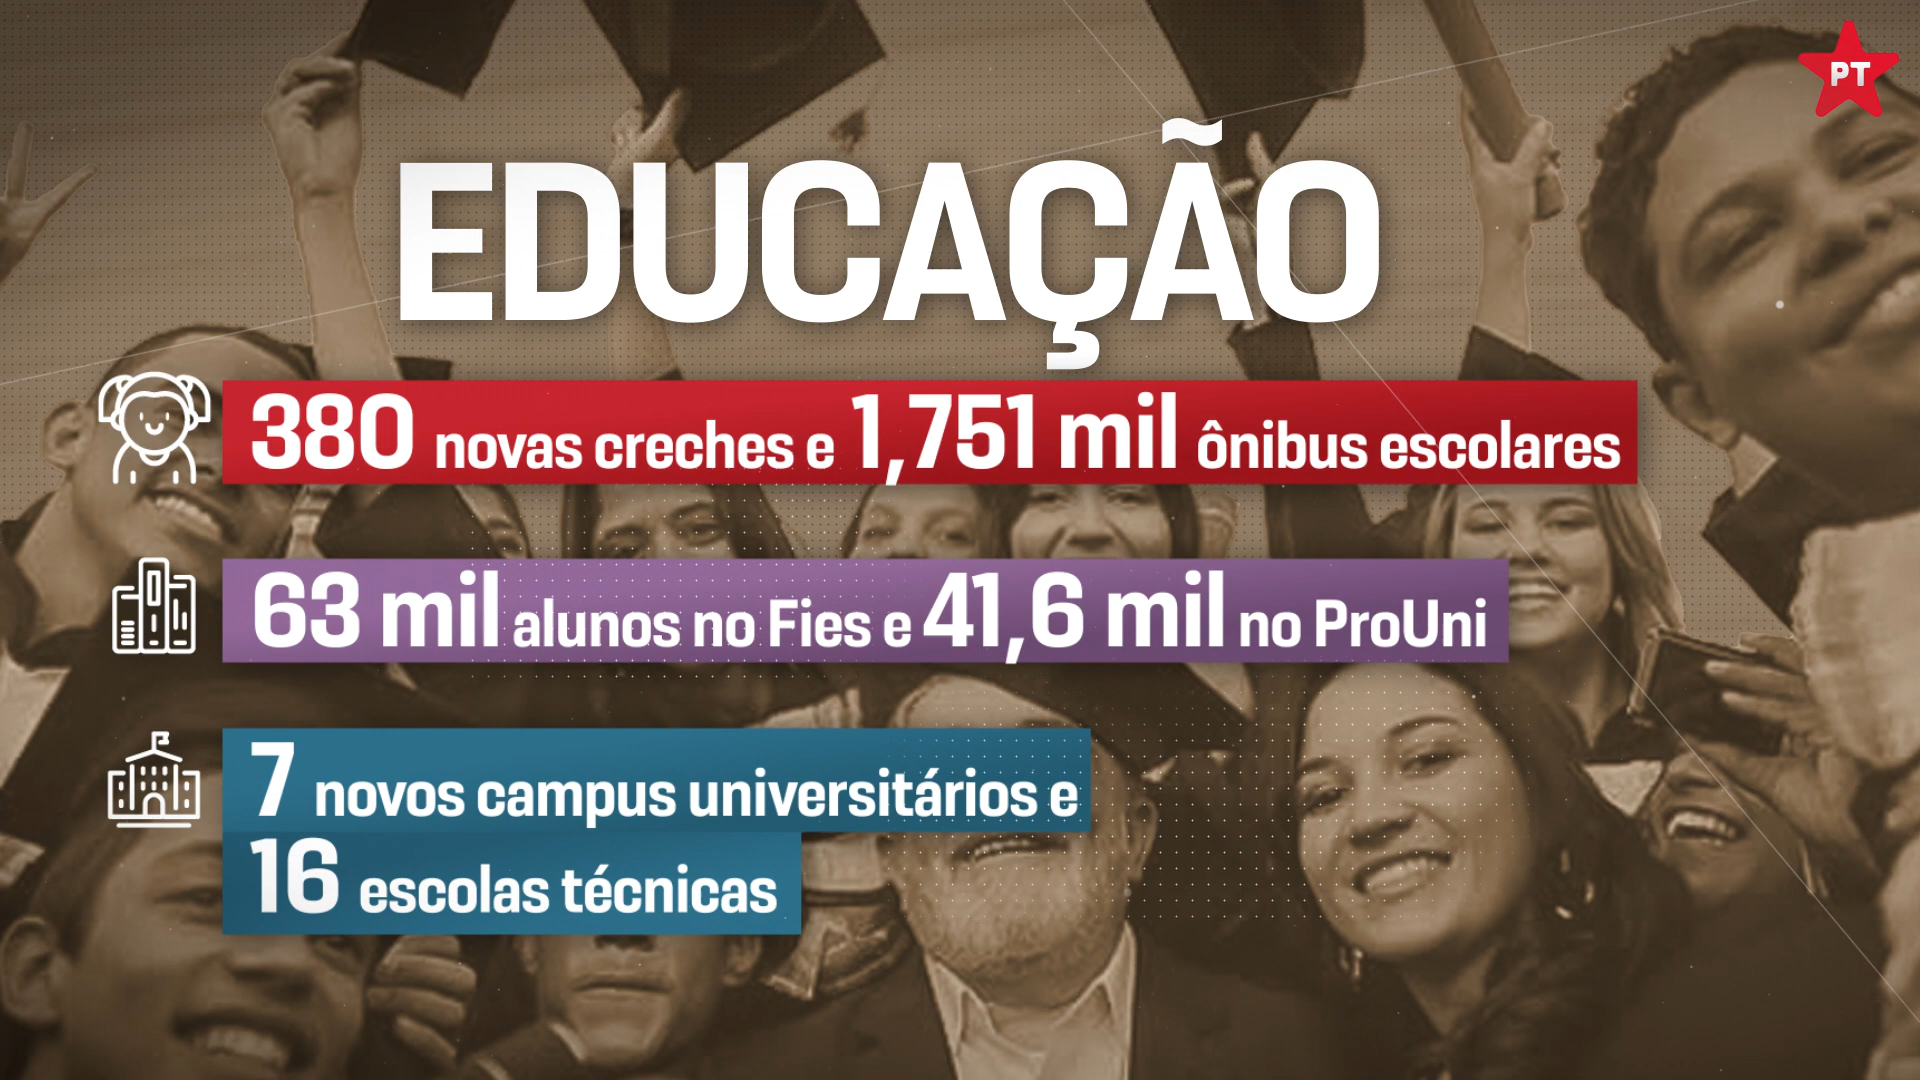 PT
EDUCAÇÃO
380 novas creches e 1,751 mil ônibus escolares
63 mil alunos no Fies e 41,6 mil no ProUni
7 novos campus universitários e
16 escolas técnicas